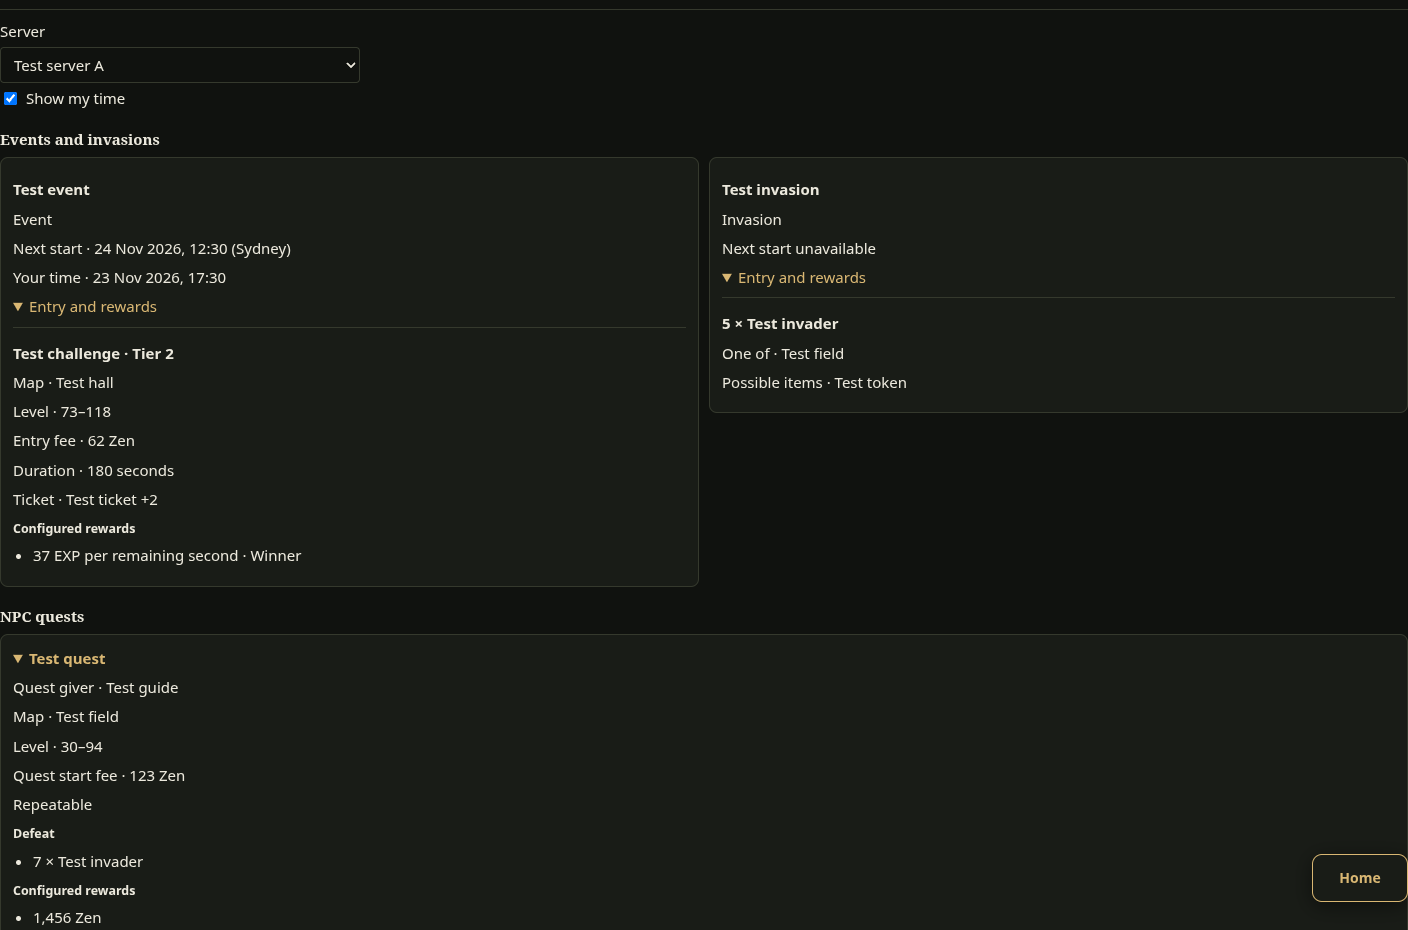 Server
Test server A
Show my time
Events and invasions
Test event
Event
Next start · 24 Nov 2026, 12:30 (Sydney)
Your time · 23 Nov 2026, 17:30
▼ Entry and rewards
Test challenge · Tier 2
Map · Test hall
Level · 73–118
Entry fee · 62 Zen
Duration · 180 seconds
Ticket · Test ticket +2
Configured rewards
• 37 EXP per remaining second · Winner
Test invasion
Invasion
Next start unavailable
▼ Entry and rewards
5 × Test invader
One of · Test field
Possible items · Test token
NPC quests
▼ Test quest
Quest giver · Test guide
Map · Test field
Level · 30–94
Quest start fee · 123 Zen
Repeatable
Defeat
• 7 × Test invader
Configured rewards
• 1,456 Zen
Home